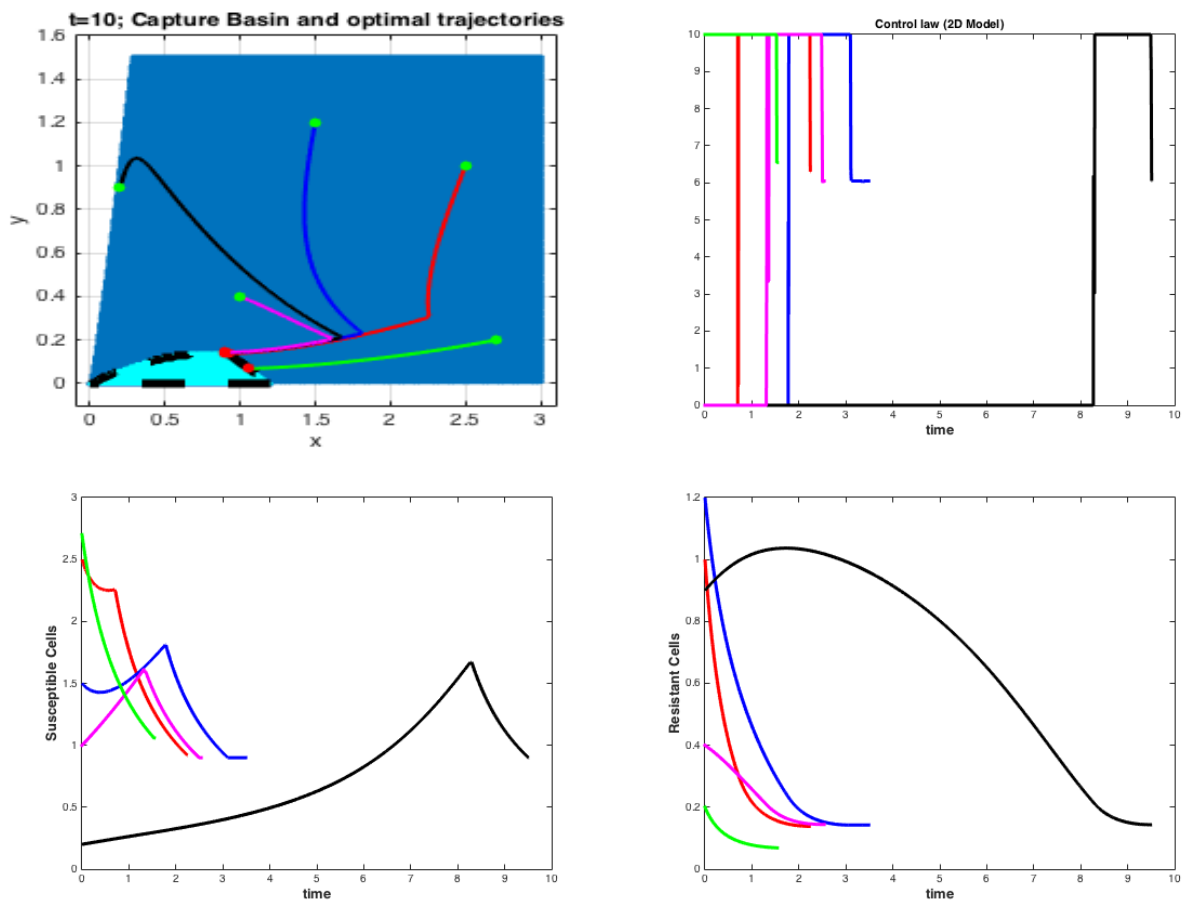 t=10; Capture Basin and optimal trajectories
1.6
1.4
1.2
1
0.8
0.6
0.4
0.2
0
y
0 0.5 1 1.5 2 2.5 3
x
Control law (2D Model)
10
9
8
7
6
5
4
3
2
1
0
0 1 2 3 4 5 6 7 8 9 10
time
3
2.5
2
1.5
1
0.5
0
Susceptible Cells
0 1 2 3 4 5 6 7 8 9 10
time
1.2
1
0.8
0.6
0.4
0.2
0
Resistant Cells
0 1 2 3 4 5 6 7 8 9 10
time